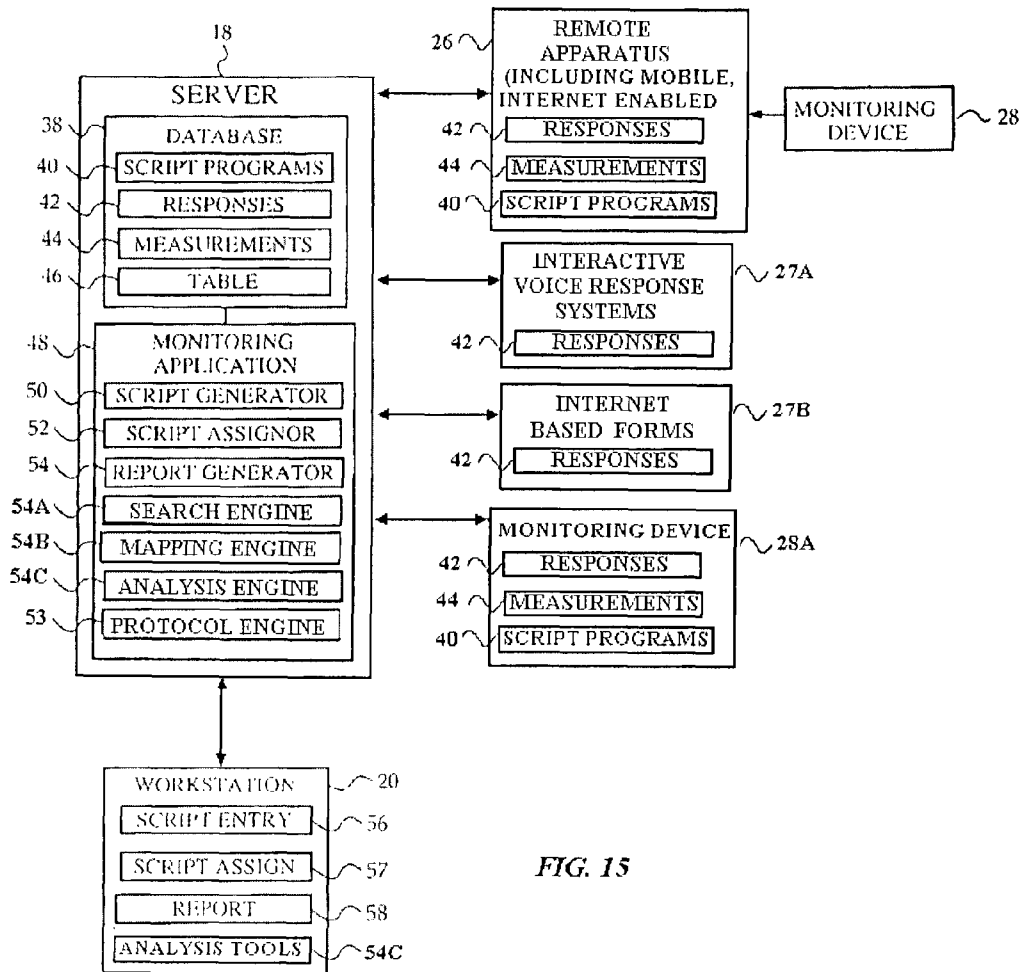 18
SERVER
38
DATABASE
40
SCRIPT PROGRAMS
42
RESPONSES
44
MEASUREMENTS
46
TABLE
48
MONITORING
APPLICATION
50
SCRIPT GENERATOR
52
SCRIPT ASSIGNOR
54
REPORT GENERATOR
54A
SEARCH ENGINE
54B
MAPPING ENGINE
54C
ANALYSIS ENGINE
53
PROTOCOL ENGINE
26
REMOTE
APPARATUS
(INCLUDING MOBILE,
INTERNET ENABLED
42
RESPONSES
44
MEASUREMENTS
40
SCRIPT PROGRAMS
MONITORING
DEVICE
28
INTERACTIVE
VOICE RESPONSE
SYSTEMS
27A
42
RESPONSES
INTERNET
BASED FORMS
27B
42
RESPONSES
MONITORING DEVICE
28A
42
RESPONSES
44
MEASUREMENTS
40
SCRIPT PROGRAMS
WORKSTATION
20
SCRIPT ENTRY
56
SCRIPT ASSIGN
57
REPORT
58
ANALYSIS TOOLS
54C
FIG. 15